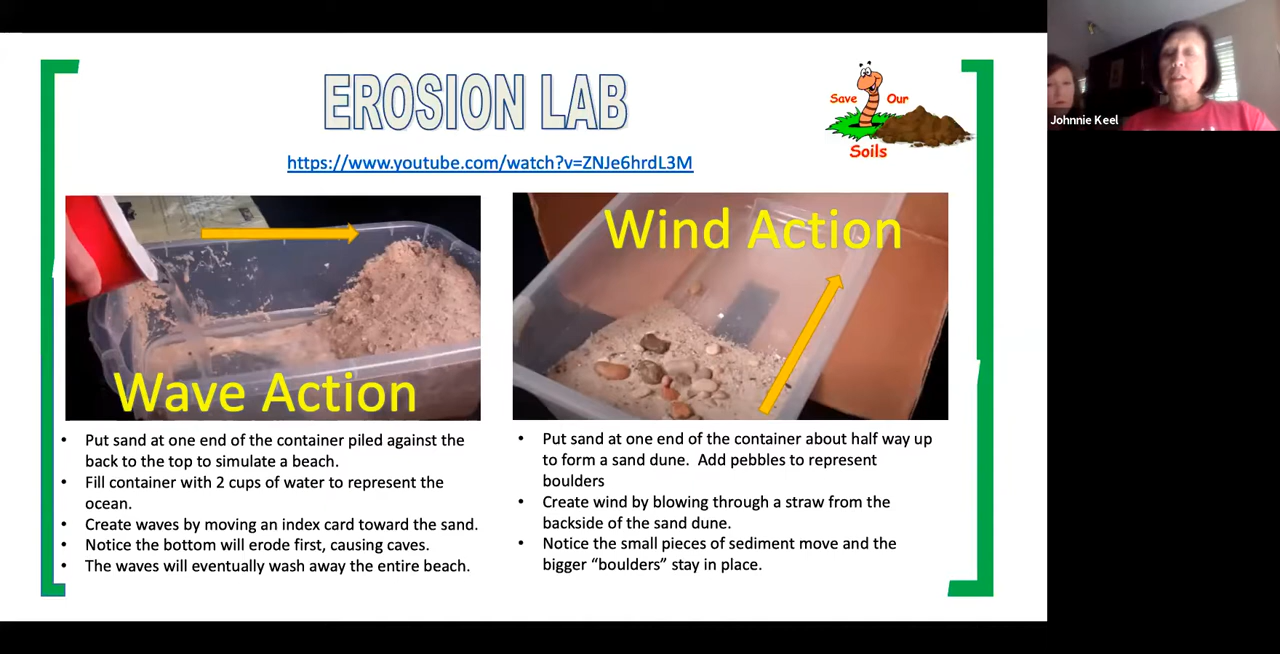 EROSION LAB
Save Our
Soils
https://www.youtube.com/watch?v=ZNJe6hrdL3M
Wave Action
• Put sand at one end of the container piled against the
back to the top to simulate a beach.
• Fill container with 2 cups of water to represent the
ocean.
• Create waves by moving an index card toward the sand.
• Notice the bottom will erode first, causing caves.
• The waves will eventually wash away the entire beach.
Wind Action
• Put sand at one end of the container about half way up
to form a sand dune. Add pebbles to represent
boulders
• Create wind by blowing through a straw from the
backside of the sand dune.
• Notice the small pieces of sediment move and the
bigger “boulders” stay in place.
Johnnie Keel